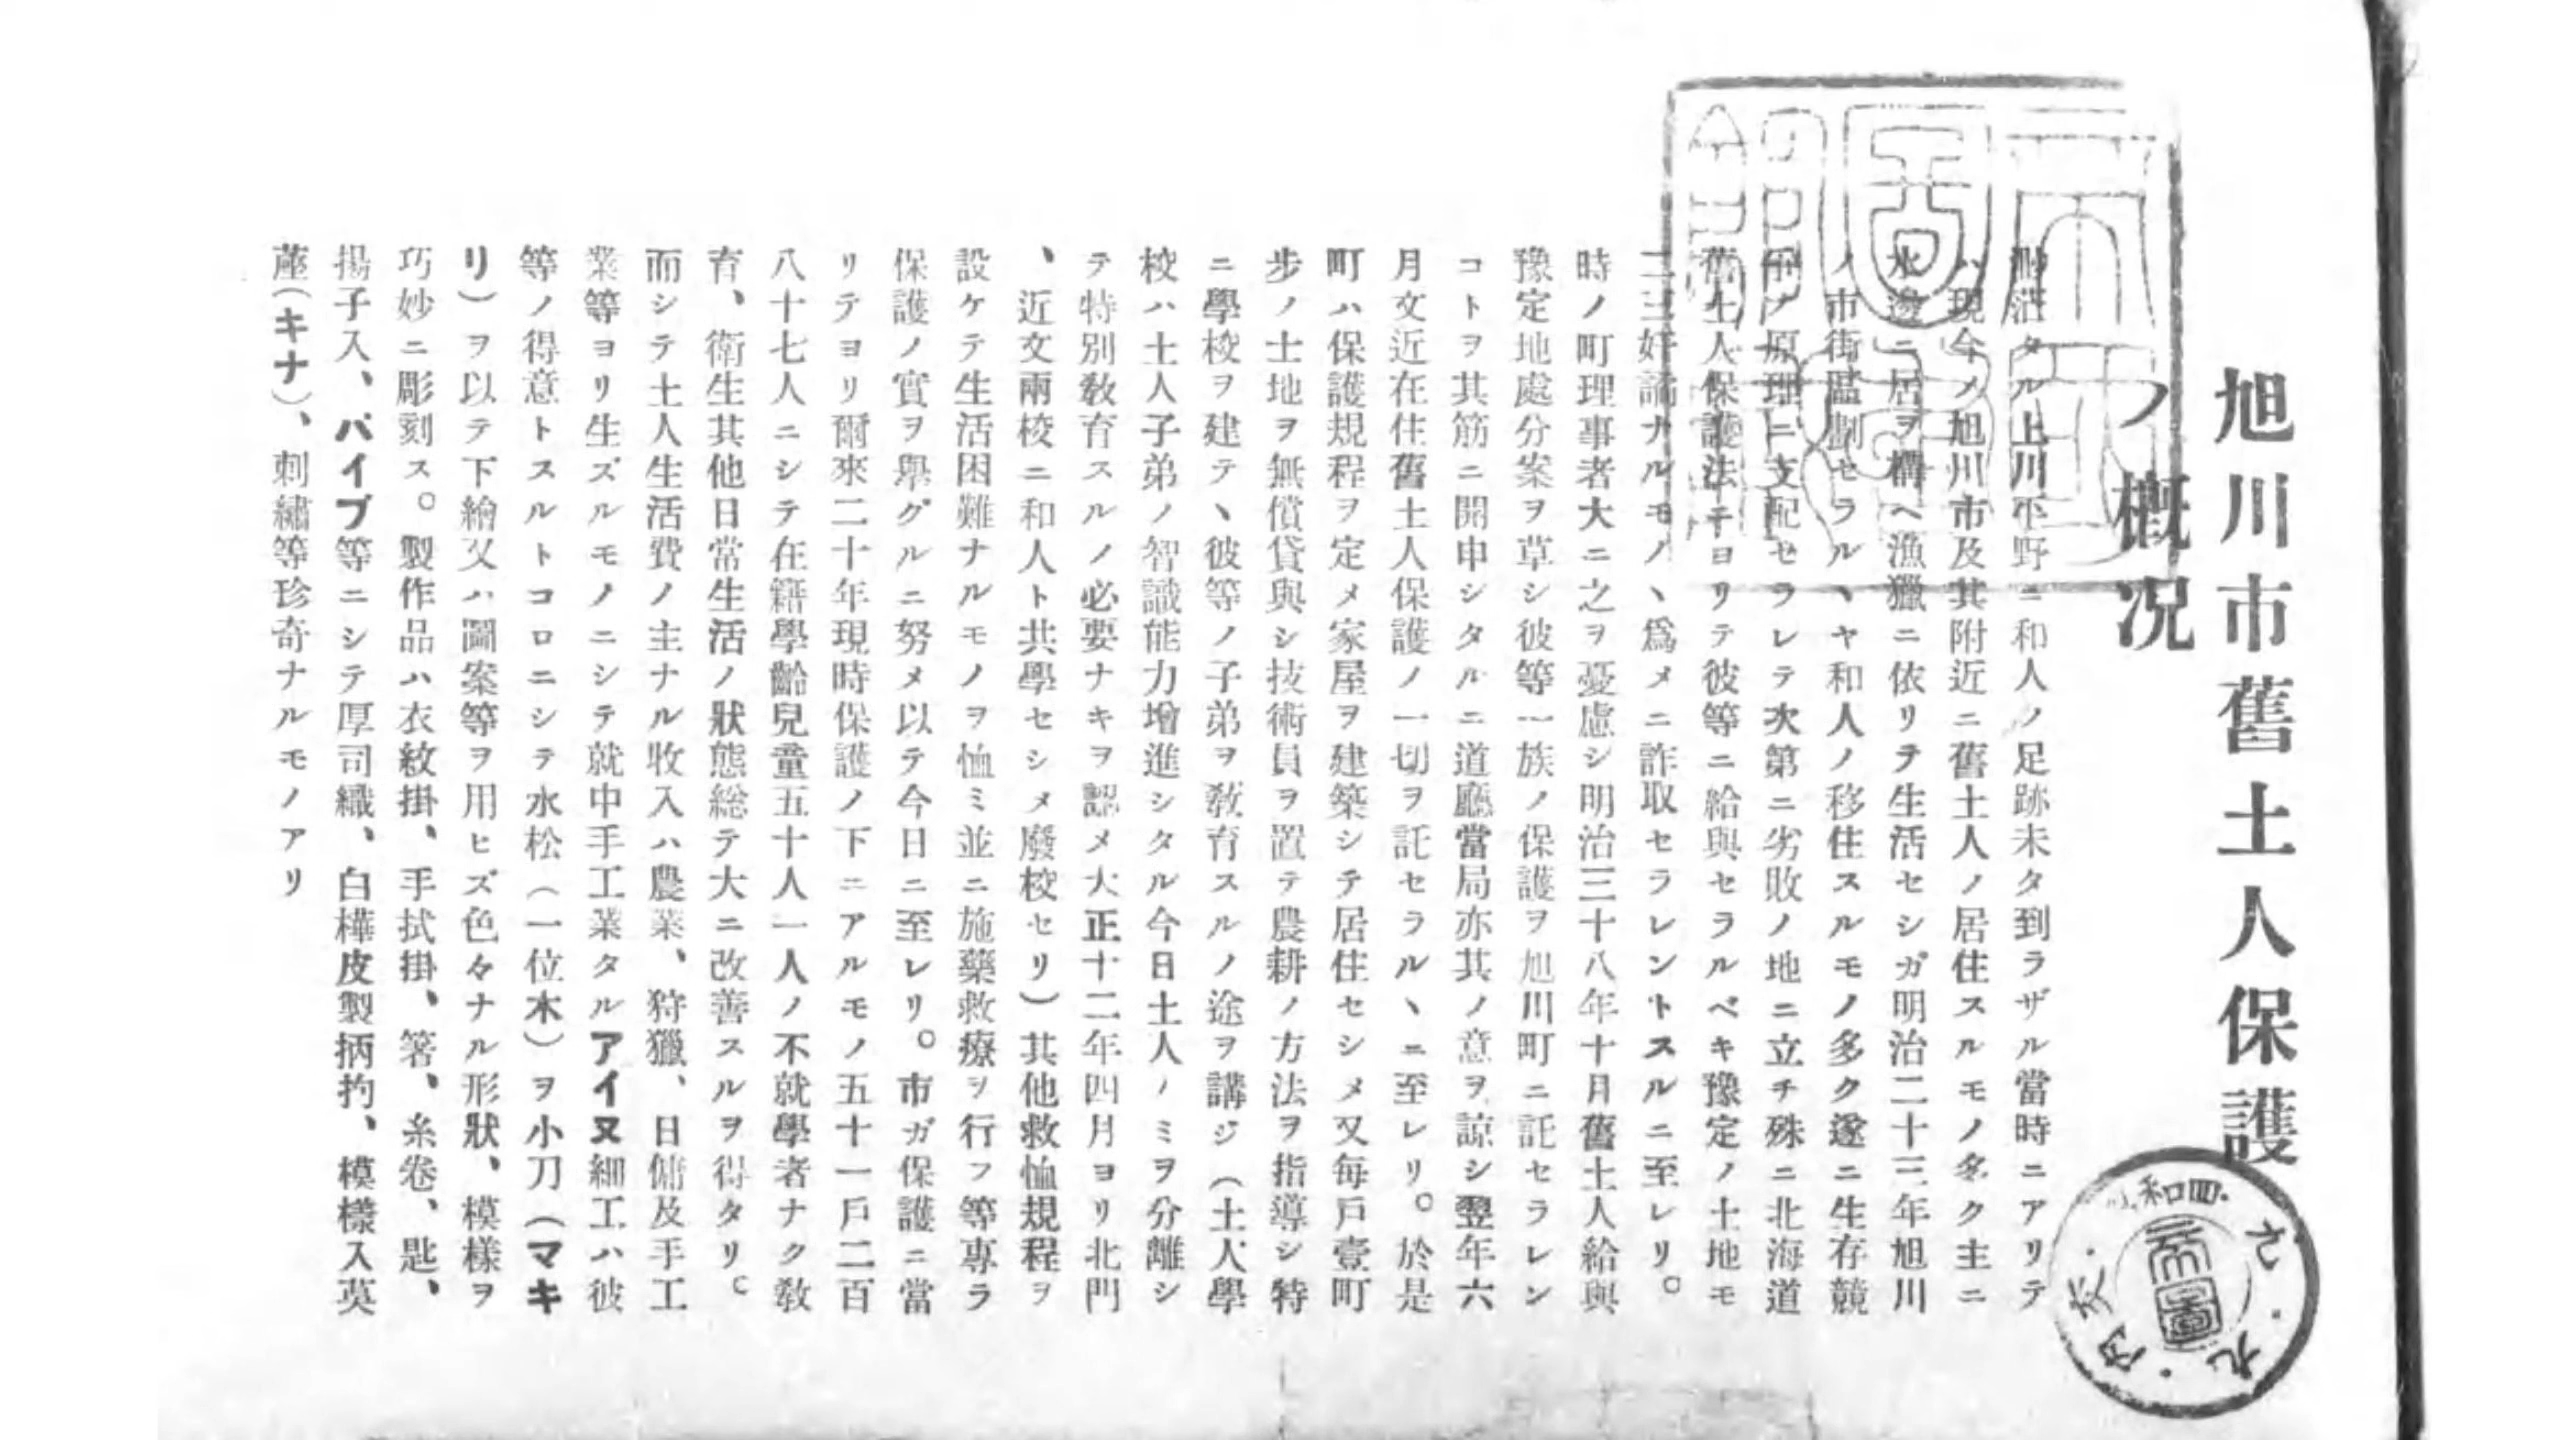 旭川市舊土人保護
ノ概況
タル上川平野ニ和人ノ足跡未タ到ラザル當時ニアリテ
ハ現今ノ旭川市及其附近ニ舊土人ノ居住スルモノ多ク主ニ
水邊ニ居ヲ構ヘ漁獵ニ依リテ生活セシガ明治二十三年旭川
ノ市街區劃セラルヽヤ和人ノ移住スルモノ多ク遂ニ生存競
爭ノ原理ニ支配セラレテ次第ニ劣敗ノ地ニ立チ殊ニ北海道
舊土人保護法ニヨリテ彼等ニ給與セラルベキ豫定ノ土地モ
二三奸譎ナルモノヽ爲メニ詐取セラレントスルニ至レリ。
時ノ町理事者大ニ之ヲ憂慮シ明治三十八年十月舊土人給與
豫定地處分案ヲ草シ彼等一族ノ保護ヲ旭川町ニ託セラレン
コトヲ其筋ニ開申シタルニ道廳當局亦其ノ意ヲ諒シ翌年六
月文近在住舊土人保護ノ一切ヲ託セラルヽニ至レリ。於是
町ハ保護規程ヲ定メ家屋ヲ建築シテ居住セシメ又毎戸壹町
步ノ土地ヲ無償貸與シ技術員ヲ置テ農耕ノ方法ヲ指導シ特
ニ學校ヲ建テヽ彼等ノ子弟ヲ敎育スルノ途ヲ講ジ（土人學
校ハ土人子弟ノ智識能力增進シタル今日土人ノミヲ分離シ
テ特別敎育スルノ必要ナキヲ認メ大正十二年四月ヨリ北門
、近文兩校ニ和人ト共學セシメ廢校セリ）其他救恤規程ヲ
設ケテ生活困難ナルモノヲ恤ミ並ニ施藥救療ヲ行フ等專ラ
保護ノ實ヲ擧グルニ努メ以テ今日ニ至レリ。市ガ保護ニ當
リテヨリ爾來二十年現時保護ノ下ニアルモノ五十一戸二百
八十七人ニシテ在籍學齡兒童五十人一人ノ不就學者ナク敎
育、衛生其他日常生活ノ狀態総テ大ニ改善スルヲ得タリ。
而シテ土人生活費ノ主ナル收入ハ農業、狩獵、日傭及手工
業等ヨリ生ズルモノニシテ就中手工業タルアイヌ細工ハ彼
等ノ得意トスルトコロニシテ水松（一位木）ヲ小刀（マキ
リ）ヲ以テ下繪又ハ圖案等ヲ用ヒズ色々ナル形狀、模樣ヲ
巧妙ニ彫刻ス。製作品ハ衣紋掛、手拭掛、箸、糸卷、匙、
揚子入、パイプ等ニシテ厚司織、白樺皮製柄杓、模樣入茣
蓙（キナ）、刺繡等珍奇ナルモノアリ